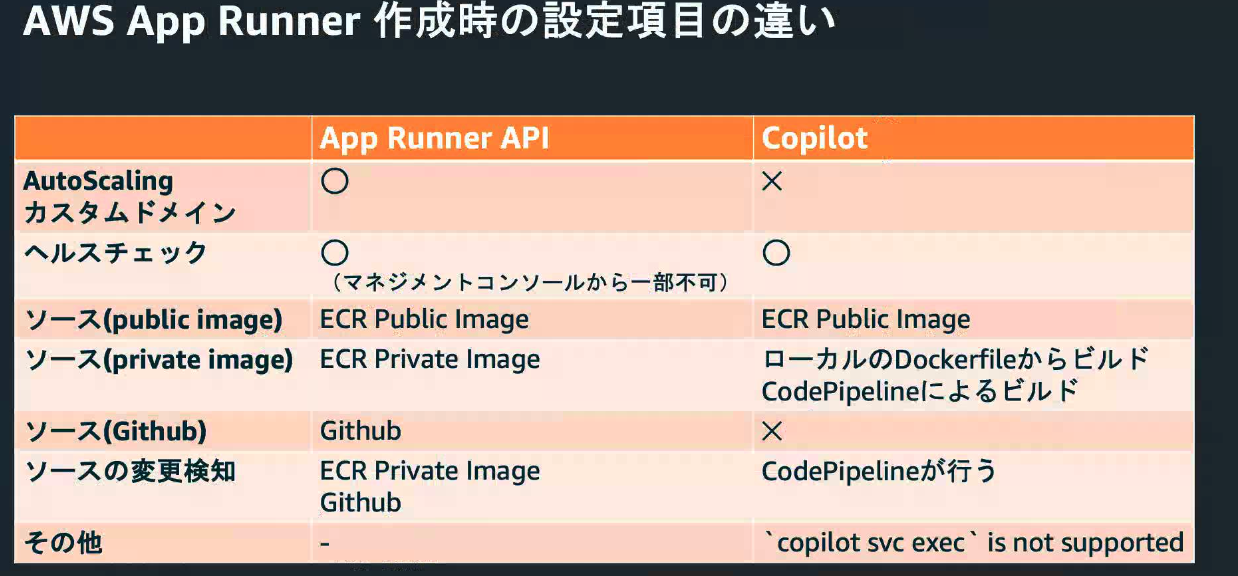 AWS App Runner 作成時の設定項目の違い
App Runner API
Copilot
AutoScaling
カスタムドメイン
〇
×
ヘルスチェック
〇
（マネジメントコンソールから一部不可）
〇
ソース(public image)
ECR Public Image
ECR Public Image
ソース(private image)
ECR Private Image
ローカルのDockerfileからビルド
CodePipelineによるビルド
ソース(Github)
Github
×
ソースの変更検知
ECR Private Image
Github
CodePipelineが行う
その他
-
`copilot svc exec` is not supported